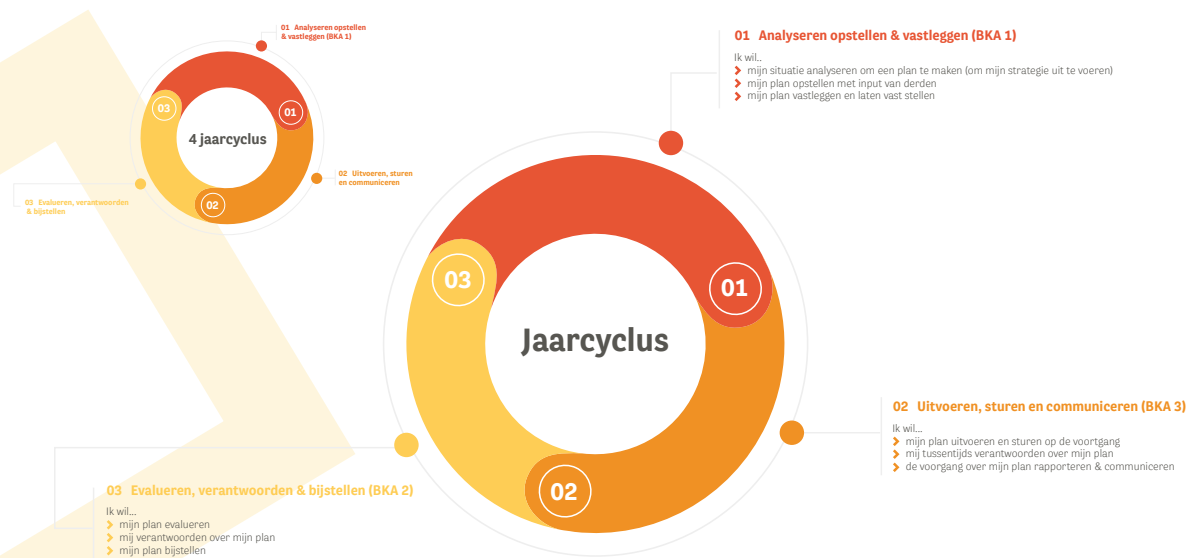 01 Analyseren opstellen
& vastleggen (BKA 1)
03
01
4 jaarcyclus
02
02 Uitvoeren, sturen
en communiceren
03 Evalueren, verantwoorden
& bijstellen
01 Analyseren opstellen & vastleggen (BKA 1)
Ik wil..
mijn situatie analyseren om een plan te maken (om mijn strategie uit te voeren)
mijn plan opstellen met input van derden
mijn plan vastleggen en laten vast stellen
03
01
Jaarcyclus
02
02 Uitvoeren, sturen en communiceren (BKA 3)
Ik wil...
mijn plan uitvoeren en sturen op de voortgang
mij tussentijds verantwoorden over mijn plan
de voorgang over mijn plan rapporteren & communiceren
03 Evalueren, verantwoorden & bijstellen (BKA 2)
Ik wil...
mijn plan evalueren
mij verantwoorden over mijn plan
mijn plan bijstellen